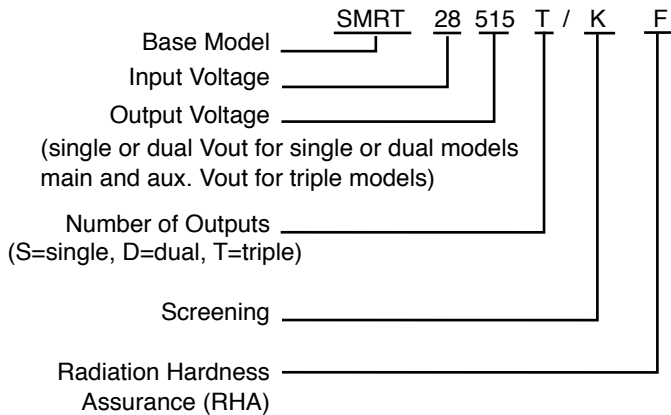 SMRT 28 515 T / K F
Base Model
Input Voltage
Output Voltage
(single or dual Vout for single or dual models
main and aux. Vout for triple models)
Number of Outputs
(S=single, D=dual, T=triple)
Screening
Radiation Hardness
Assurance (RHA)